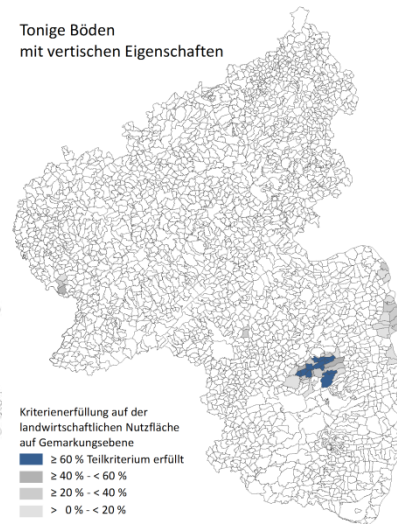 Tonige Böden
mit vertischen Eigenschaften
Kriterienerfüllung auf der
landwirtschaftlichen Nutzfläche
auf Gemarkungsebene
≥ 60 % Teilkriterium erfüllt
≥ 40 % - < 60 %
≥ 20 % - < 40 %
> 0 % - < 20 %